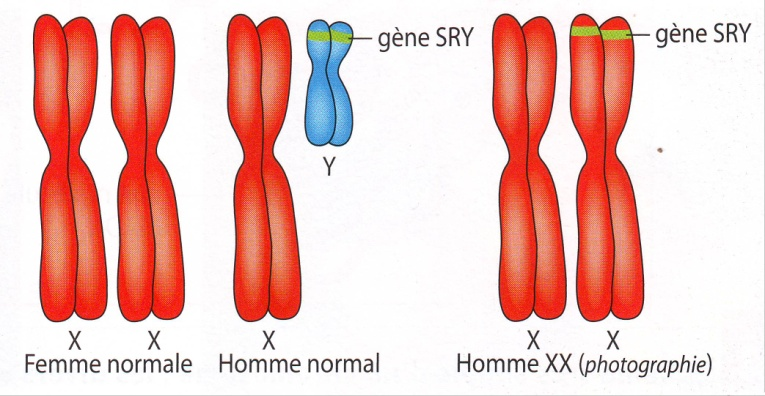 gène SRY
gène SRY
Y
X
X
X
X
X
Femme normale
Homme normal
Homme XX (photographie)